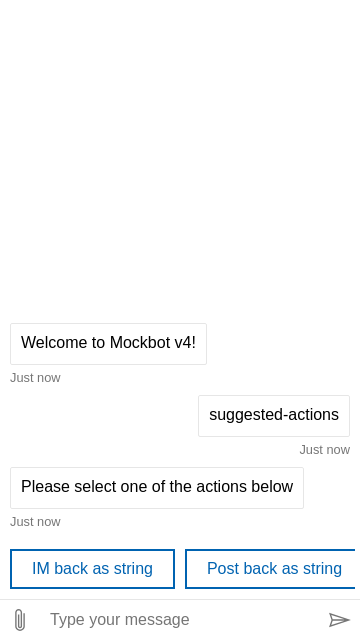 Welcome to Mockbot v4!
Just now
suggested-actions
Just now
Please select one of the actions below
Just now
IM back as string
Post back as string
Type your message